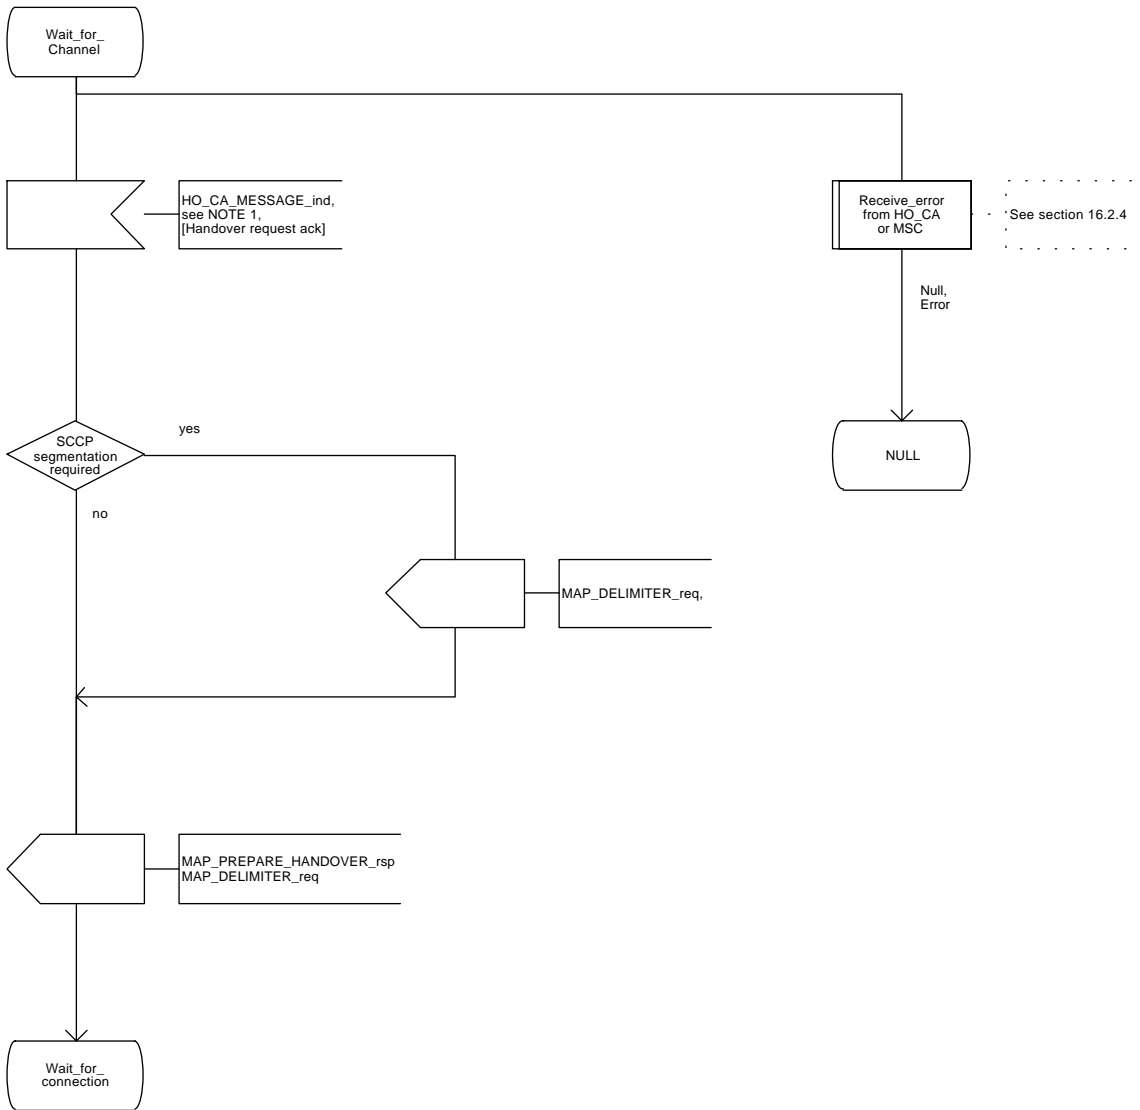 Wait_for_
Channel
HO_CA_MESSAGE_ind,
see NOTE 1,
[Handover request ack]
Receive_error
from HO_CA
or MSC
See section 16.2.4
Null,
Error
SCCP
segmentation
required
yes
NULL
no
MAP_DELIMITER_req,
MAP_PREPARE_HANDOVER_rsp
MAP_DELIMITER_req
Wait_for_
connection